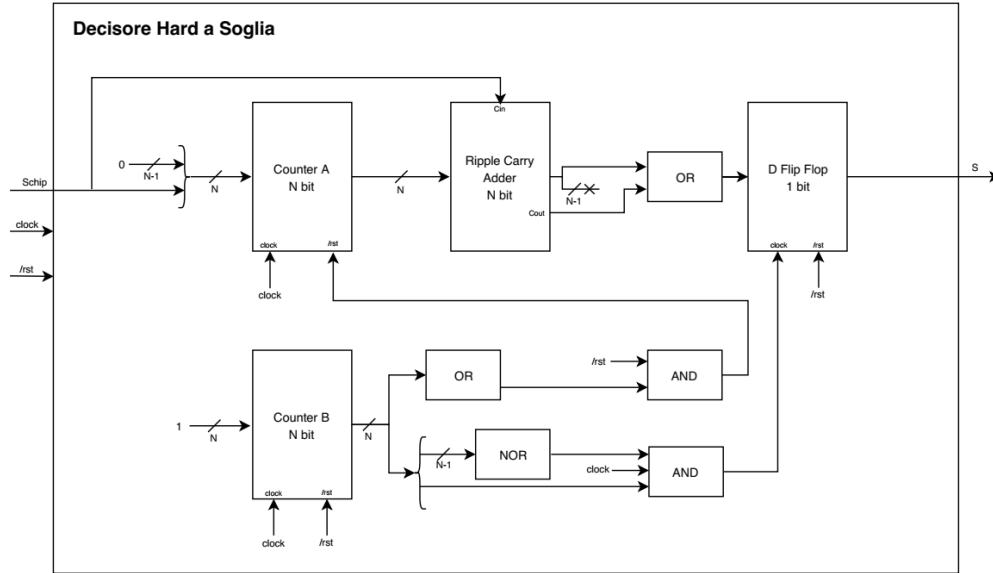 Decisore Hard a Soglia
Cin
0
N-1
N
Counter A
N bit
clock
/rst
clock
N
Ripple Carry
Adder
N bit
Cout
N-1
OR
D Flip Flop
1 bit
clock
/rst
/rst
S
Schip
clock
/rst
1
N
Counter B
N bit
clock
/rst
clock
/rst
N
OR
/rst
AND
N-1
NOR
clock
AND